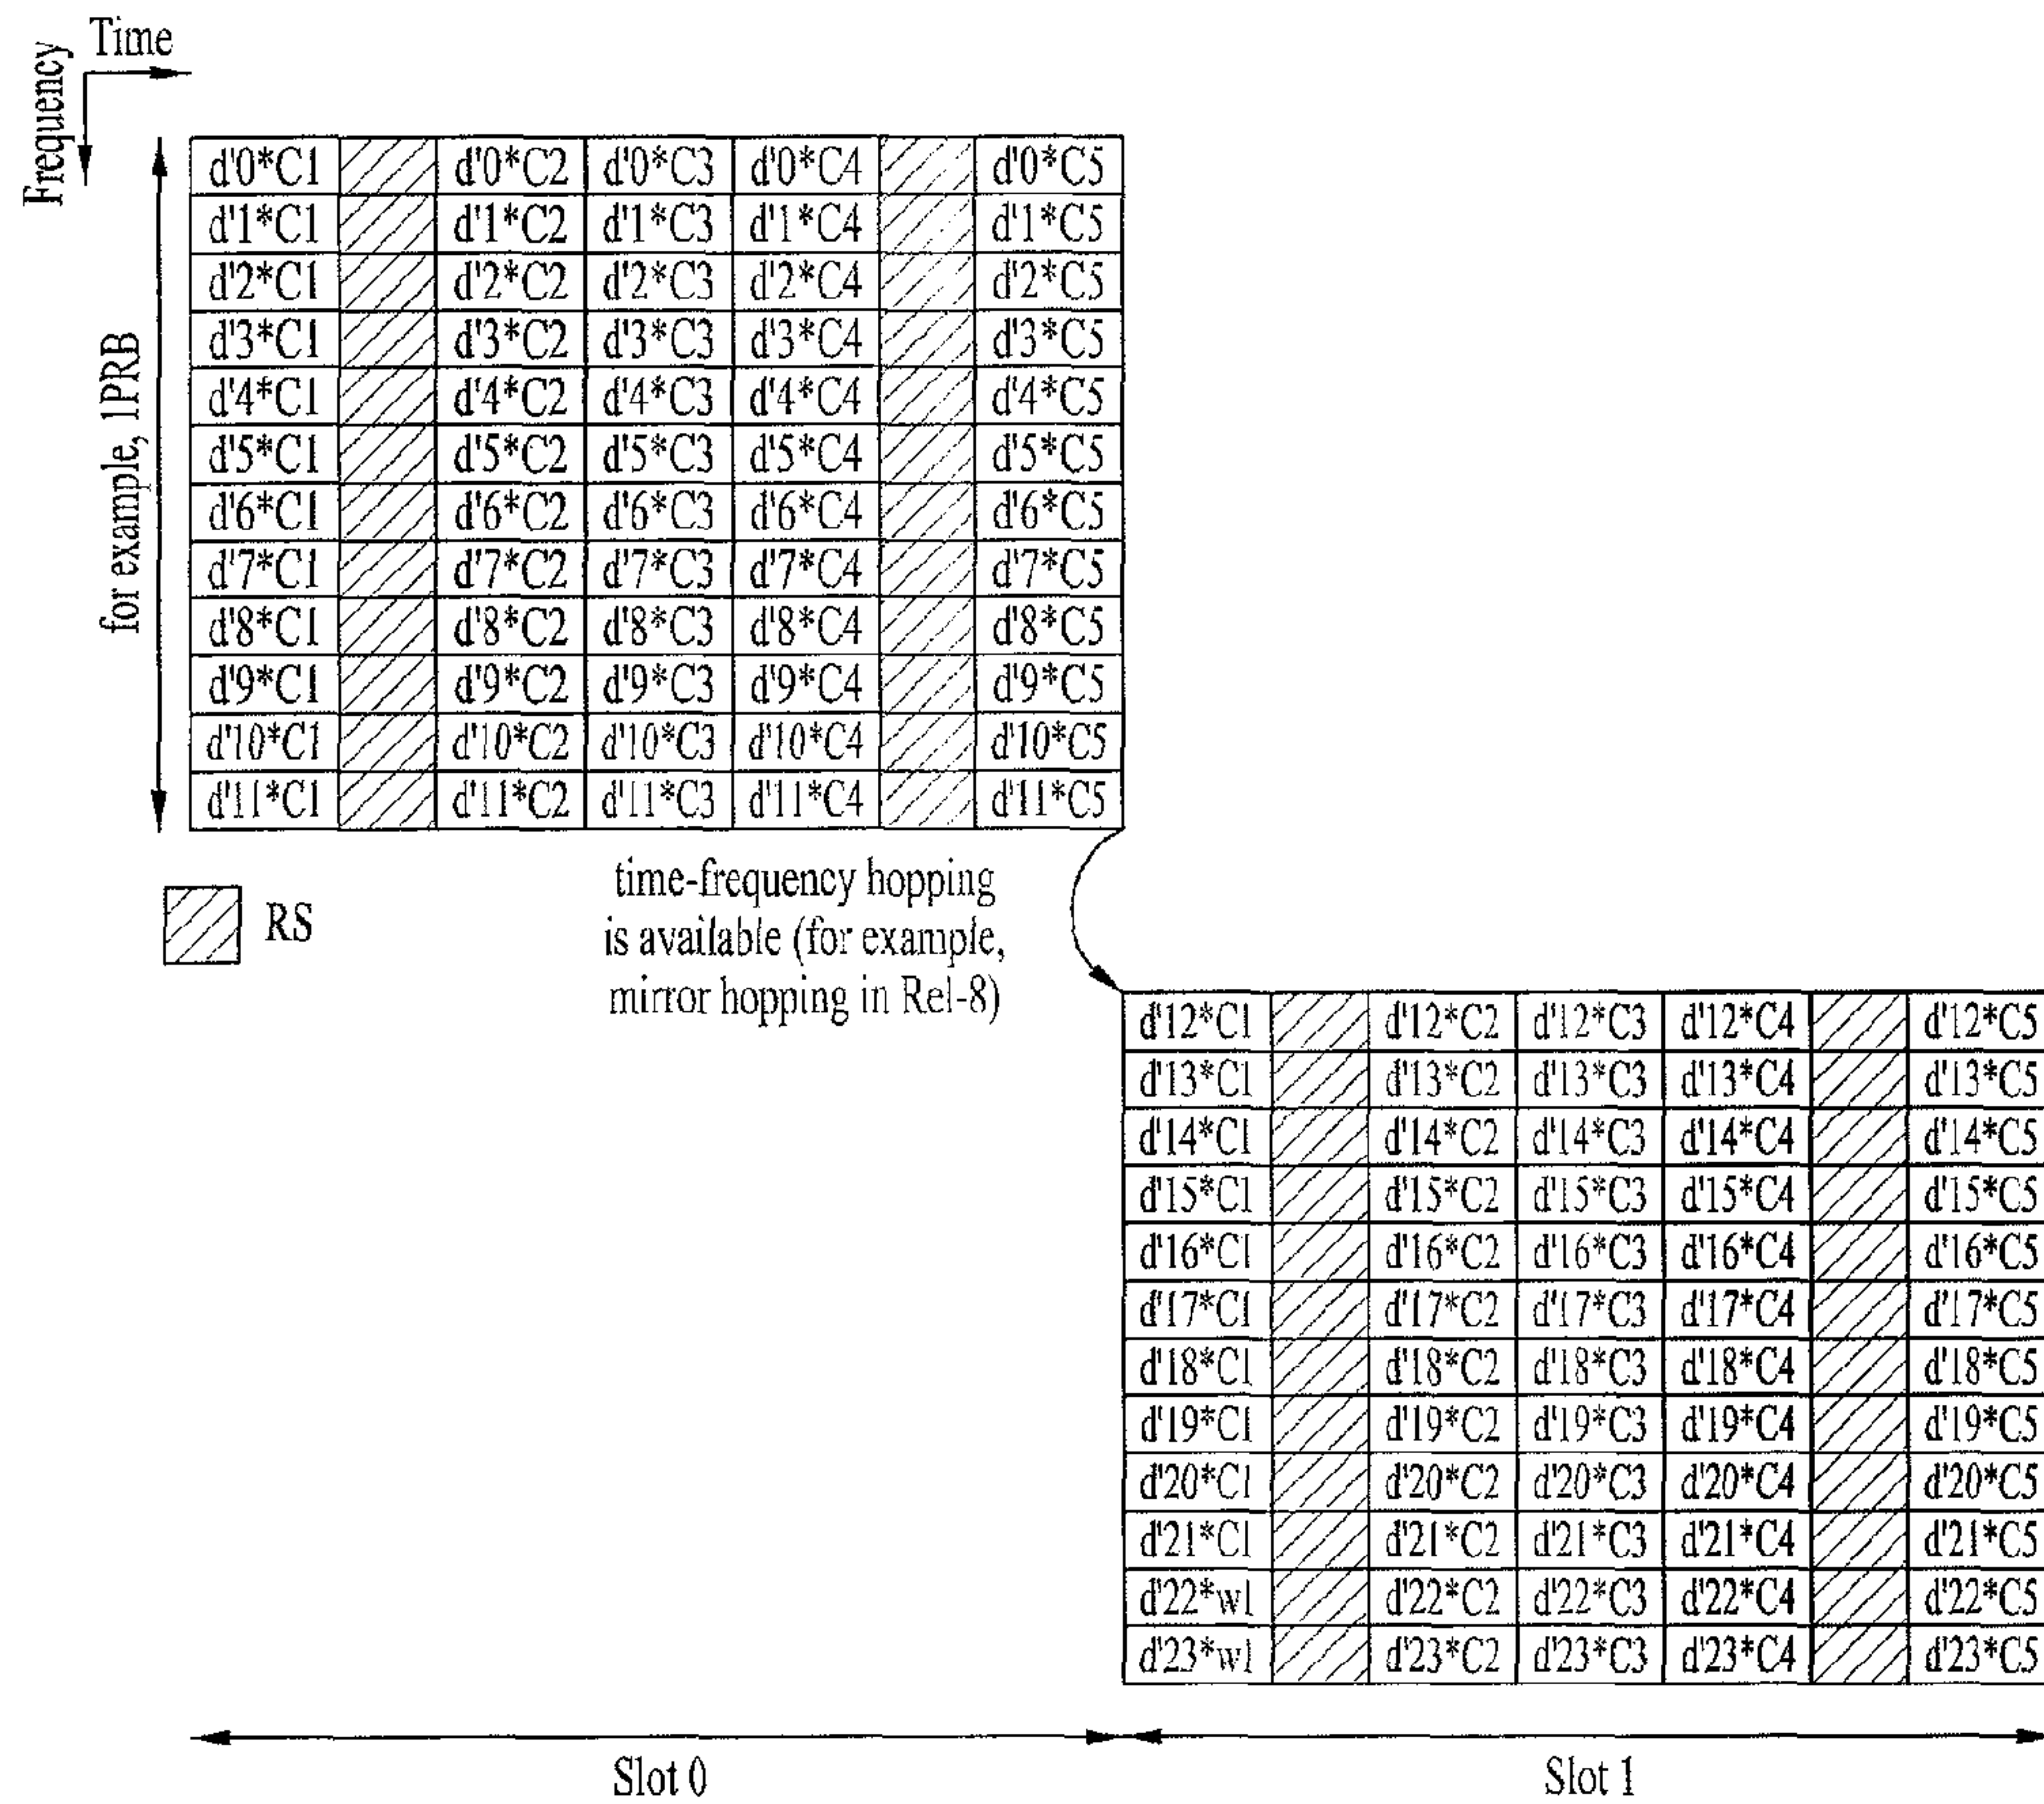 Time
Frequency
for example, 1PRB
d'0*C1 d'0*C2 d'0*C3 d'0*C4 d'0*C5
d'1*C1 d'1*C2 d'1*C3 d'1*C4 d'1*C5
d'2*C1 d'2*C2 d'2*C3 d'2*C4 d'2*C5
d'3*C1 d'3*C2 d'3*C3 d'3*C4 d'3*C5
d'4*C1 d'4*C2 d'4*C3 d'4*C4 d'4*C5
d'5*C1 d'5*C2 d'5*C3 d'5*C4 d'5*C5
d'6*C1 d'6*C2 d'6*C3 d'6*C4 d'6*C5
d'7*C1 d'7*C2 d'7*C3 d'7*C4 d'7*C5
d'8*C1 d'8*C2 d'8*C3 d'8*C4 d'8*C5
d'9*C1 d'9*C2 d'9*C3 d'9*C4 d'9*C5
d'10*C1 d'10*C2 d'10*C3 d'10*C4 d'10*C5
d'11*C1 d'11*C2 d'11*C3 d'11*C4 d'11*C5
RS
time-frequency hopping
is available (for example,
mirror hopping in Rel-8)
d'12*C1 d'12*C2 d'12*C3 d'12*C4 d'12*C5
d'13*C1 d'13*C2 d'13*C3 d'13*C4 d'13*C5
d'14*C1 d'14*C2 d'14*C3 d'14*C4 d'14*C5
d'15*C1 d'15*C2 d'15*C3 d'15*C4 d'15*C5
d'16*C1 d'16*C2 d'16*C3 d'16*C4 d'16*C5
d'17*C1 d'17*C2 d'17*C3 d'17*C4 d'17*C5
d'18*C1 d'18*C2 d'18*C3 d'18*C4 d'18*C5
d'19*C1 d'19*C2 d'19*C3 d'19*C4 d'19*C5
d'20*C1 d'20*C2 d'20*C3 d'20*C4 d'20*C5
d'21*C1 d'21*C2 d'21*C3 d'21*C4 d'21*C5
d'22*w1 d'22*C2 d'22*C3 d'22*C4 d'22*C5
d'23*w1 d'23*C2 d'23*C3 d'23*C4 d'23*C5
Slot 0 Slot 1